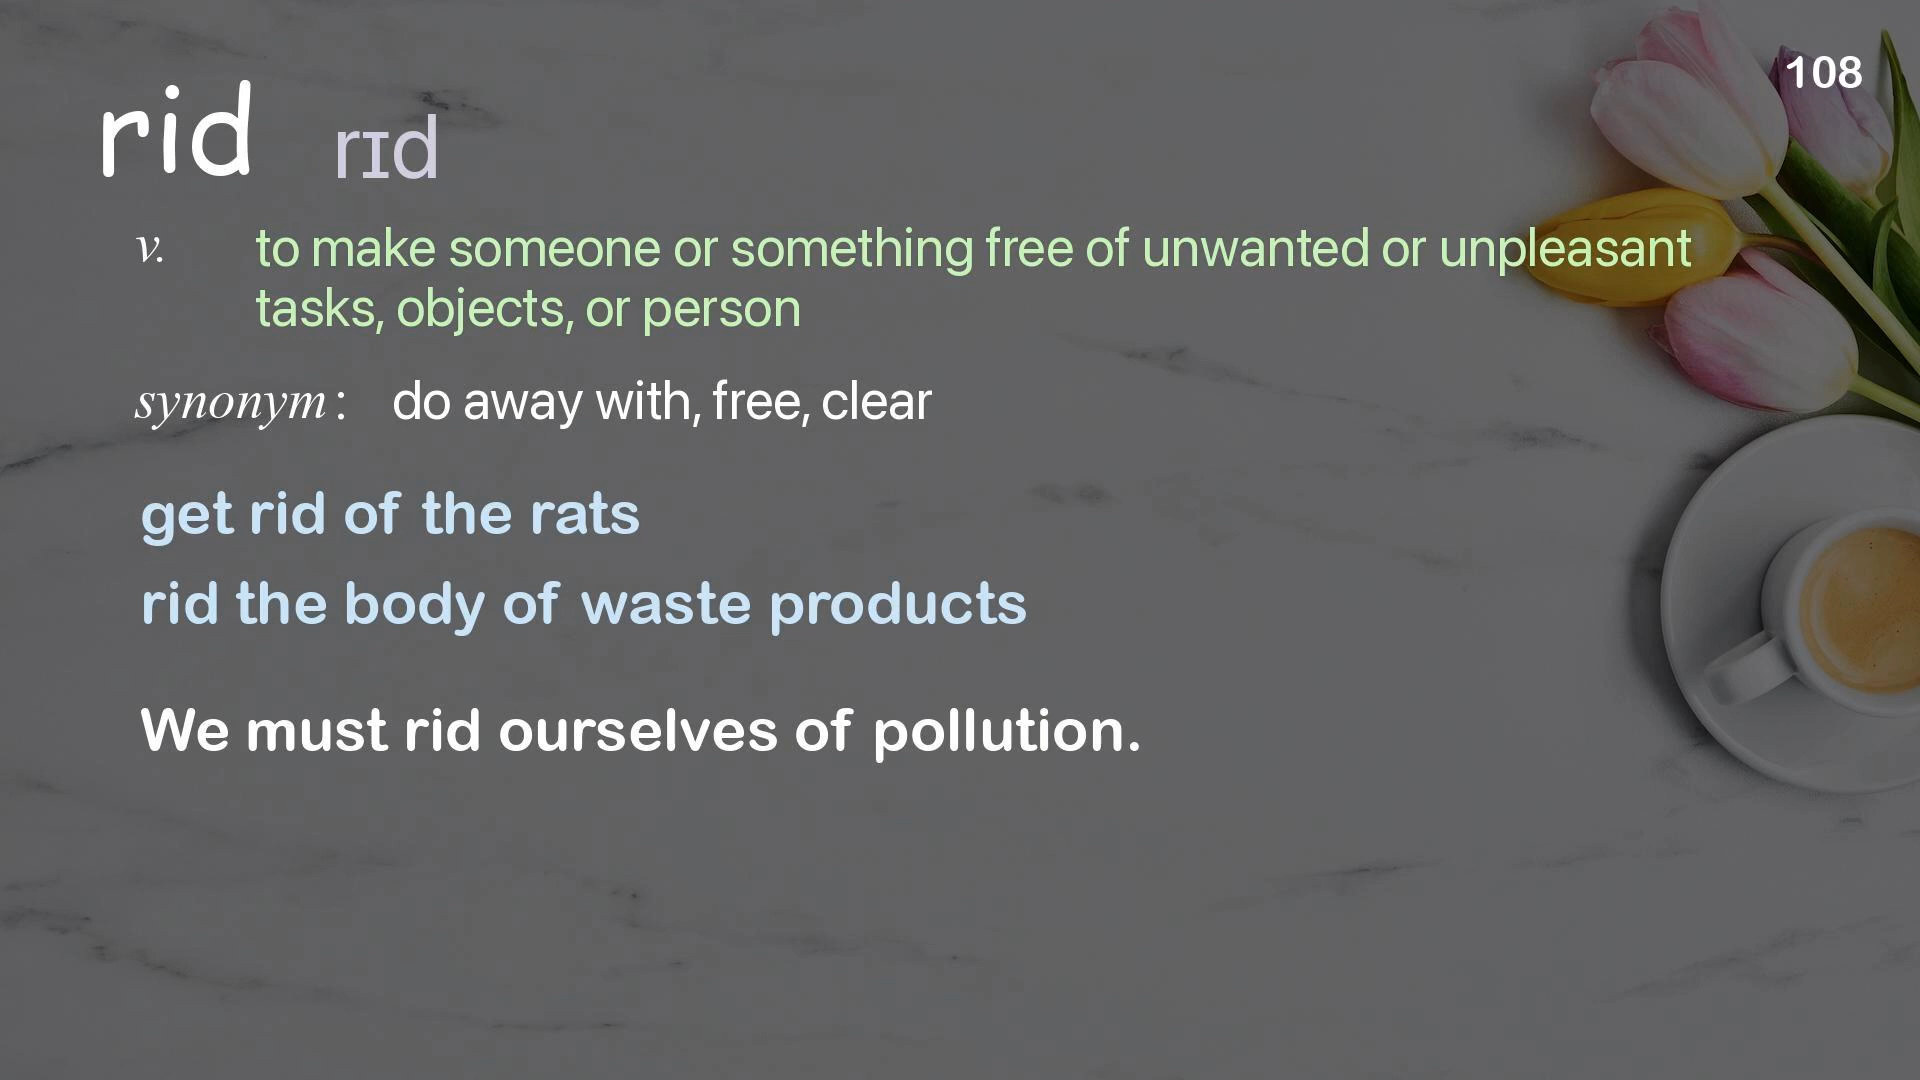 108
rid rɪd
v. to make someone or something free of unwanted or unpleasant
tasks, objects, or person
synonym: do away with, free, clear
get rid of the rats
rid the body of waste products
We must rid ourselves of pollution.